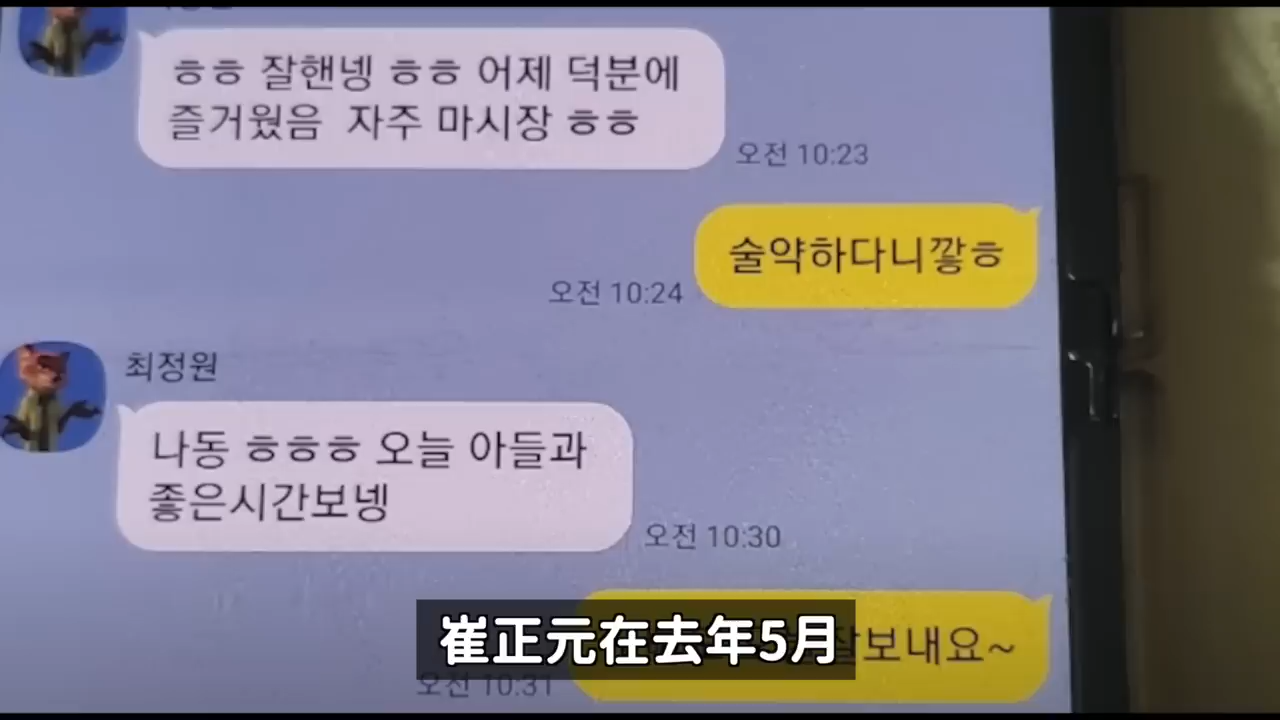 ㅎㅎ 잘핸넹 ㅎㅎ 어제 덕분에
즐거웠음 자주 마시장 ㅎㅎ
오전 10:23
술약하다니깧ㅎ
오전 10:24
최정원
나동 ㅎㅎㅎ 오늘 아들과
좋은시간보넹
오전 10:30
잘보내요~
오전 10:31
崔正元在去年5月